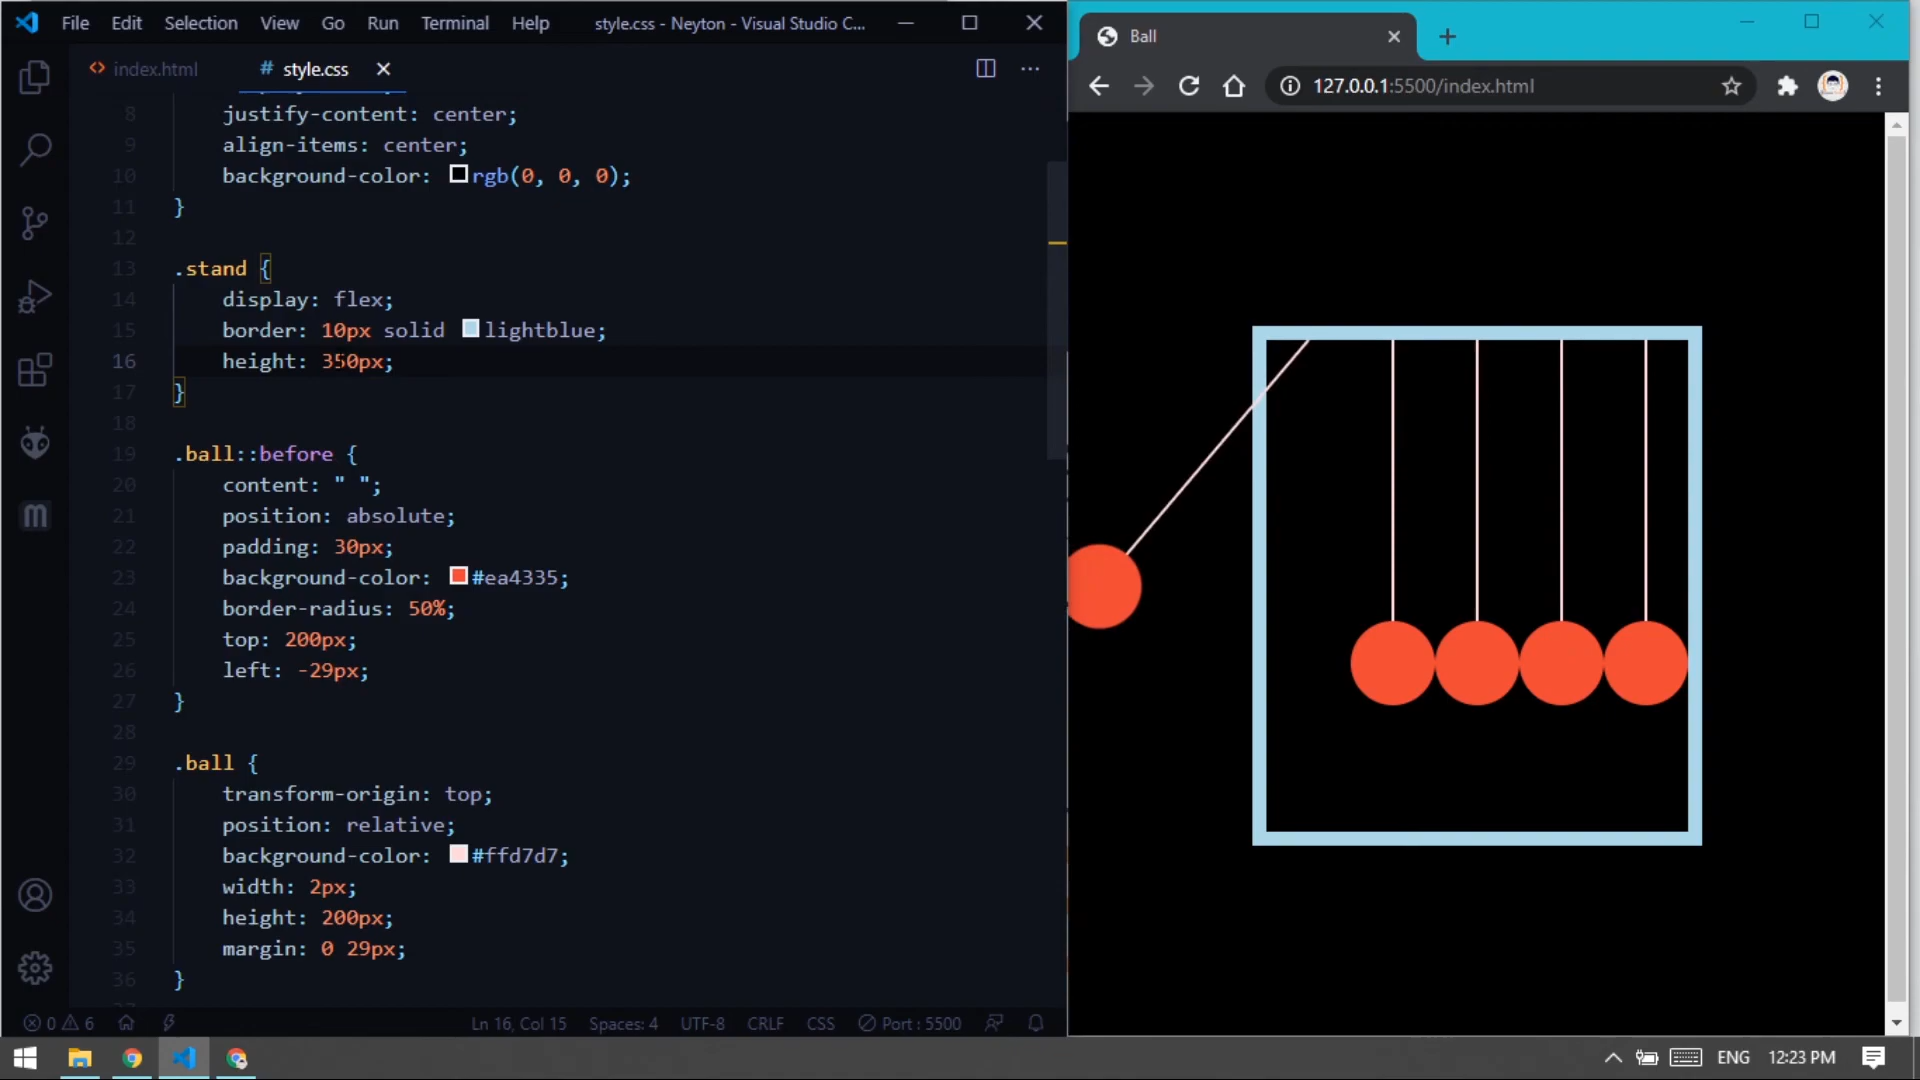 File Edit Selection View Go Run Terminal Help style.css - Neyton - Visual Studio C...
<> index.html # style.css
8 justify-content: center;
9 align-items: center;
10 background-color: rgb(0, 0, 0);
11 }
12
13 .stand {
14 display: flex;
15 border: 10px solid lightblue;
16 height: 350px;
17 }
18
19 .ball::before {
20 content: " ";
21 position: absolute;
22 padding: 30px;
23 background-color: #ea4335;
24 border-radius: 50%;
25 top: 200px;
26 left: -29px;
27 }
28
29 .ball {
30 transform-origin: top;
31 position: relative;
32 background-color: #ffd7d7;
33 width: 2px;
34 height: 200px;
35 margin: 0 29px;
36 }
0 6 Ln 16, Col 15 Spaces: 4 UTF-8 CRLF CSS Port : 5500
Ball
127.0.0.1:5500/index.html
ENG 12:23 PM